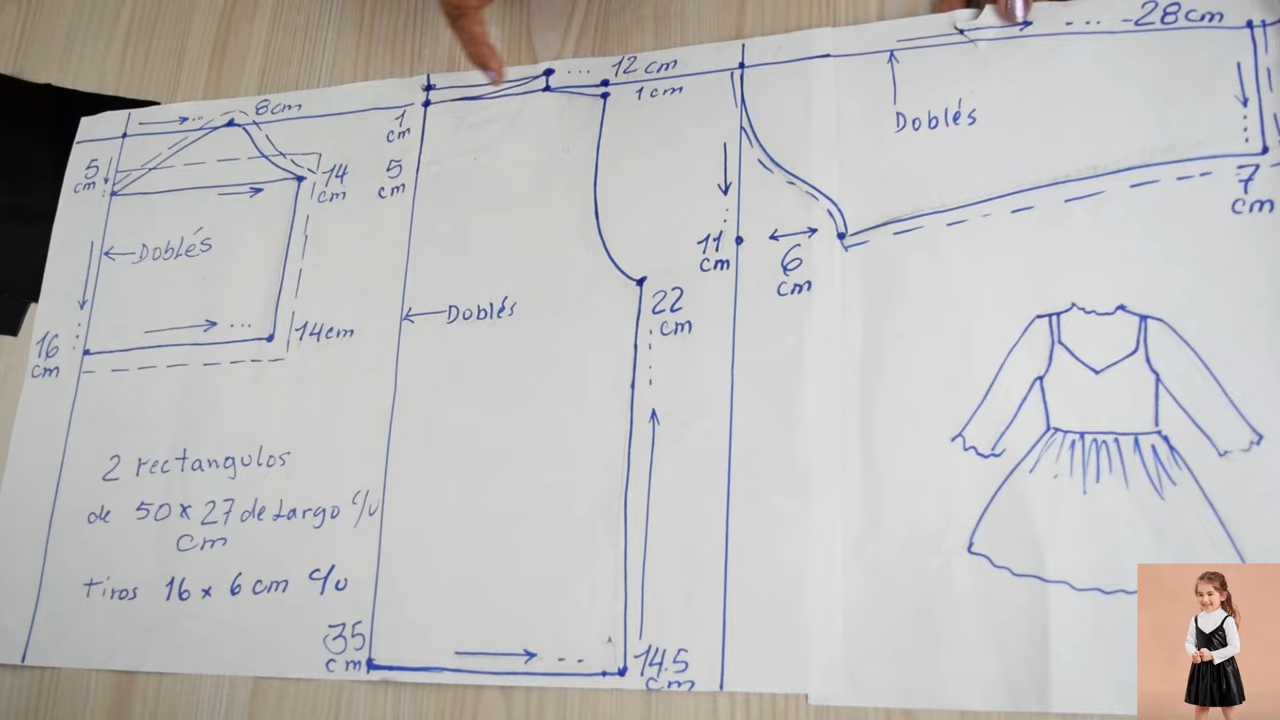 8cm
5
cm
14
cm
←Doblés
14cm
16
cm
2 rectangulos
de 50 x 27 de Largo c/u
cm
tiros 16 x 6 cm c/u
... 12 cm
1cm
1
cm
5
cm
←Doblés
22
cm
35
cm
14.5
cm
.... -28cm
Doblés
11
cm
6
cm
7
cm